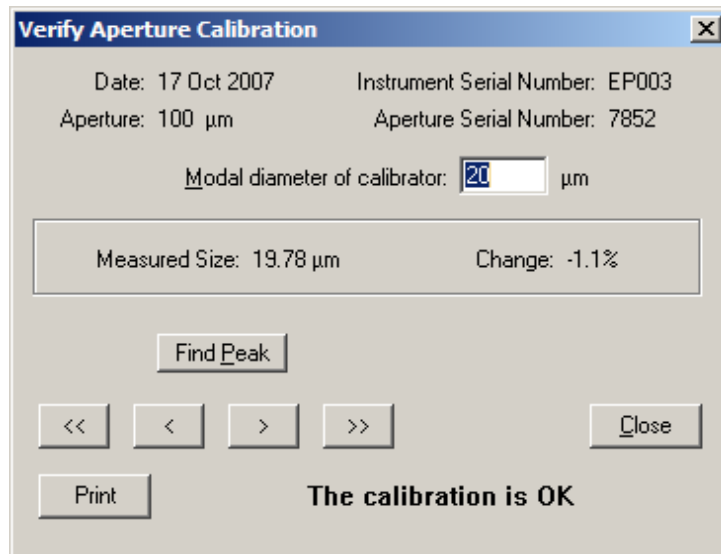 Verify Aperture Calibration
Date: 17 Oct 2007 Instrument Serial Number: EP003
Aperture: 100 µm Aperture Serial Number: 7852
Modal diameter of calibrator: 20 µm
Measured Size: 19.78 µm Change: -1.1%
Find Peak
<< < > >> Close
Print The calibration is OK